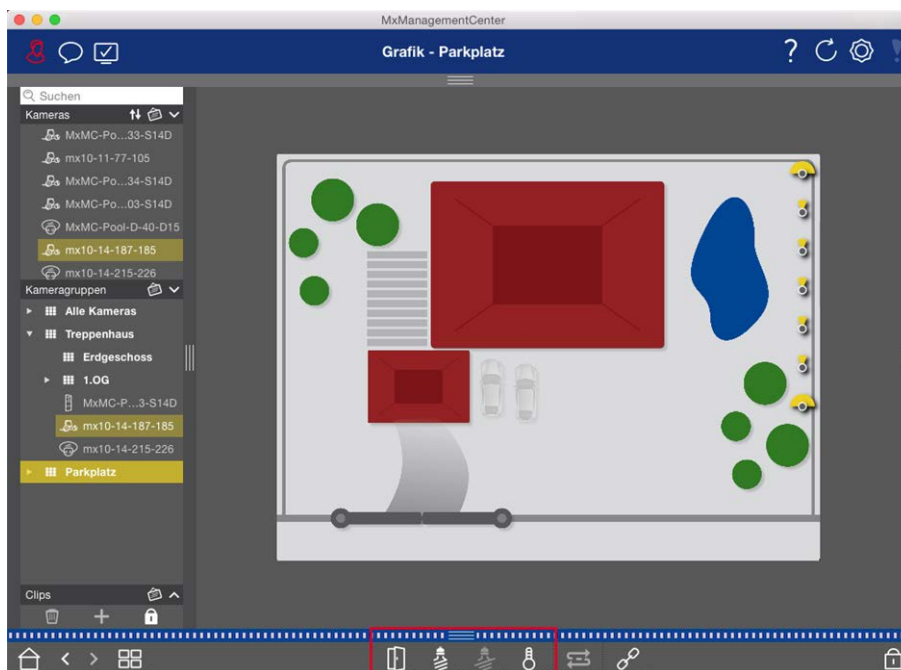 MxManagementCenter
Grafik - Parkplatz
Suchen
Kameras
MxMC-Po...33-S14D
mx10-11-77-105
MxMC-Po...34-S14D
MxMC-Po...03-S14D
MxMC-Pool-D-40-D15
mx10-14-187-185
mx10-14-215-226
Kameragruppen
Alle Kameras
Treppenhaus
Erdgeschoss
1.OG
MxMC-P...3-S14D
mx10-14-187-185
mx10-14-215-226
Parkplatz
Clips